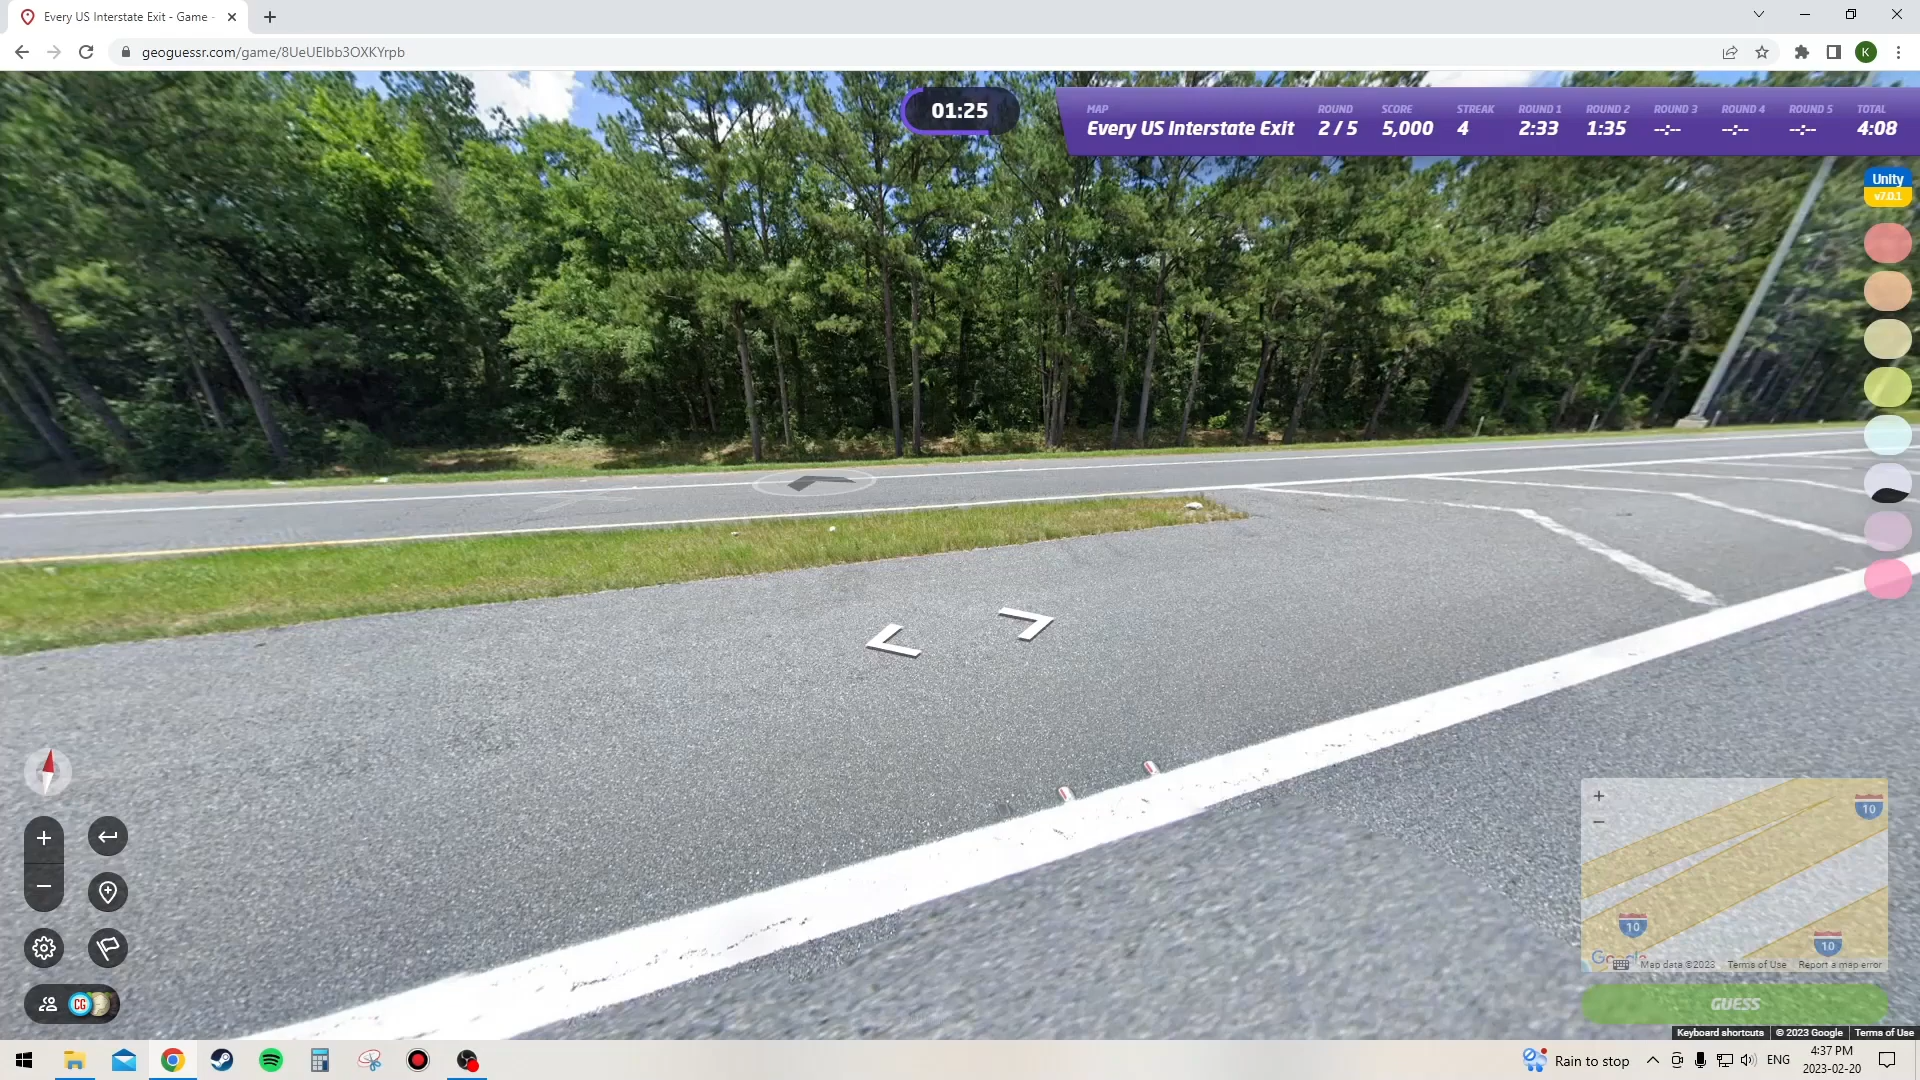 Every US Interstate Exit - Game -
geoguessr.com/game/8UeUEIbb3OXKYrpb
K
01:25
MAP
Every US Interstate Exit
ROUND
2 / 5
SCORE
5,000
STREAK
4
ROUND 1
2:33
ROUND 2
1:35
ROUND 3
--:--
ROUND 4
--:--
ROUND 5
--:--
TOTAL
4:08
Unity
v7.0.1
CG
10
10
10
Google
Map data ©2023
Terms of Use
Report a map error
GUESS
Keyboard shortcuts
© 2023 Google
Terms of Use
Rain to stop
ENG
4:37 PM
2023-02-20